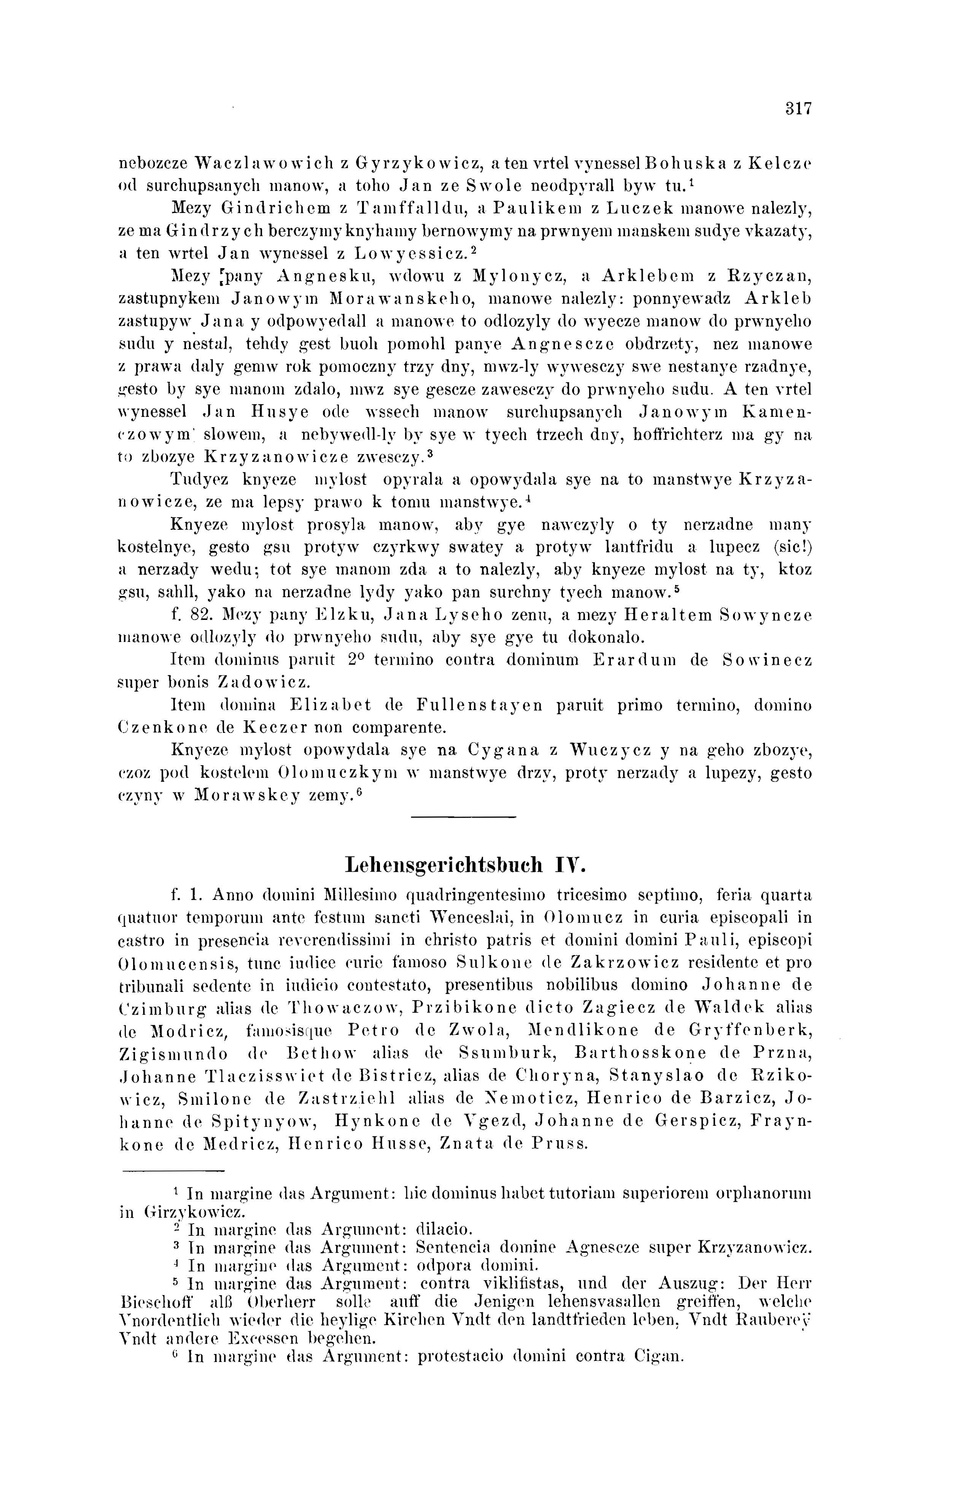 317
nebozcze Waczlawowich z Gyrzykowicz, a ten vrtel vynessel Bohuska z Kelcze
od surchupsanych manow, a toho Jan ze Swole neodpyrall byw tu.¹
Mezy Gindrichem z Tamffalldu, a Paulikem z Luczek manowe nalezly,
ze ma Gindrzych berczymy knyhamy bernowymy na prwnyem manskem sudye vkazaty,
a ten wrtel Jan wynessel z Lowyessicz.²
Mezy pany Angnesku, wdowu z Mylonycz, a Arklebem z Rzyczan,
zastupnykem Janowym Morawanskeho, manowe nalezly: ponnyewadz Arkleb
zastupyw Jana y odpowyedall a manowe to odlozyly do wyecze manow do prwnyeho
sudu y nestal, tehdy gest buoh pomohl panye Angnescze obdrzety, nez manowe
z prawa daly gemw rok pomoczny trzy dny, mwz-ly wywesczy swe nestanye rzadnye,
gesto by sye manom zdalo, mwz sye gescze zawesczy do prwnyeho sudu. A ten vrtel
wynessel Jan Husye ode wssech manow surchupsanych Janowym Kamen-
czowym slowem, a nebywedl-ly by sye w tyech trzech dny, hoffrichterz ma gy na
to zbozye Krzyzanowicze zwesczy.³
Tudyez knyeze mylost opyrala a opowydala sye na to manstwye Krzyza-
nowicze, ze ma lepsy prawo k tomu manstwye.⁴
Knyeze mylost prosyla manow, aby gye nawczyly o ty nerzadne many
kostelnye, gesto gsu protyw czyrkwy swatey a protyw lantfridu a lupecz (sic!)
a nerzady wedu; tot sye manom zda a to nalezly, aby knyeze mylost na ty, ktoz
gsu, sahll, yako na nerzadne lydy yako pan surchny tyech manow.⁵
f. 82. Mezy pany Elzku, Jana Lyseho zenu, a mezy Heraltem Sowyncze
manowe odlozyly do prwnyeho sudu, aby sye gye tu dokonalo.
Item dominus paruit 2º termino contra dominum Erardum de Sowinecz
super bonis Zadowicz.
Item domina Elizabet de Fullenstayen paruit primo termino, domino
Czenkone de Keczer non comparente.
Knyeze mylost opowydala sye na Cygana z Wuczycz y na geho zbozye,
czoz pod kostelem Olomuczkym w manstwye drzy, proty nerzady a lupezy, gesto
czyny w Morawskey zemy.⁶
Lehensgerichtsbuch IV.
f. 1. Anno domini Millesimo quadringentesimo tricesimo septimo, feria quarta
quatuor temporum ante festum sancti Wenceslai, in Olomucz in curia episcopali in
castro in presencia reverendissimi in christo patris et domini domini Pauli, episcopi
Olomucensis, tunc iudice curie famoso Sulkone de Zakrzowicz residente et pro
tribunali sedente in iudicio contestato, presentibus nobilibus domino Johanne de
Czimburg alias de Thowaczow, Przibikone dicto Zagiecz de Waldek alias
de Modricz, famosisque Petro de Zwola, Mendlikone de Gryffenberk,
Zigismundo de Bethow alias de Ssumburk, Barthosskone de Przna,
Johanne Tlaczisswiet de Bistricz, alias de Choryna, Stanyslao de Rziko-
wicz, Smilone de Zastrziehl alias de Nemoticz, Henrico de Barzicz, Jo-
hanne de Spitynyow, Hynkone de Vgezd, Johanne de Gerspicz, Frayn-
kone de Medricz, Henrico Husse, Znata de Pruss.
¹ In margine das Argument: hic dominus habet tutoriam superiorem orphanorum
in Girzykowicz.
² In margine das Argument: dilacio.
³ In margine das Argument: Sentencia domine Agnescze super Krzyzanowicz.
⁴ In margine das Argument: odpora domini.
⁵ In margine das Argument: contra viklifistas, und der Auszug: Der Herr
Bieschoff alß Oberherr solle auff die Jenigen lehensvasallen greiffen, welche
Vnordentlich wieder die heylige Kirchen Vndt den landtfrieden leben, Vndt Raubereÿ
Vndt andere Excessen begehen.
⁶ In margine das Argument: protestacio domini contra Cigan.